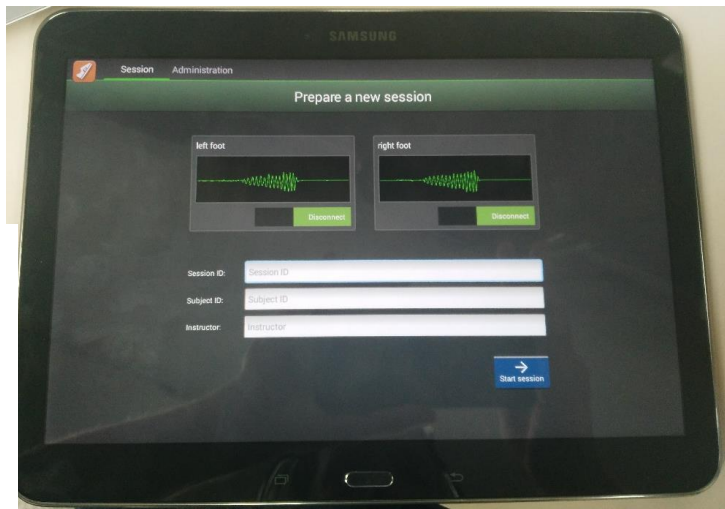 SAMSUNG
Session Administration
Prepare a new session
left foot right foot
Disconnect Disconnect
Session ID: Session ID
Subject ID: Subject ID
Instructor: Instructor
Start session